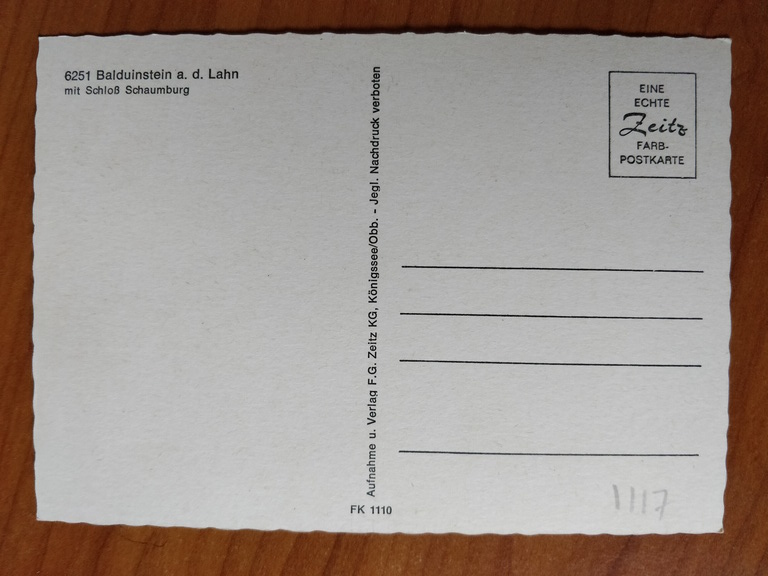 6251 Balduinstein a. d. Lahn
mit Schloß Schaumburg
Aufnahme u. Verlag F.G. Zeitz KG, Königssee/Obb. - Jegl. Nachdruck verboten
FK 1110
EINE
ECHTE
Zeitz
FARB-
POSTKARTE
1117